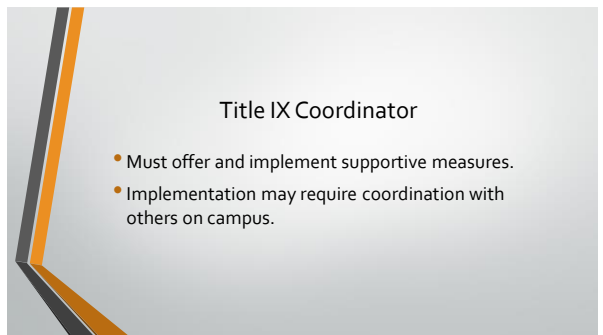 Title IX Coordinator
• Must offer and implement supportive measures.
• Implementation may require coordination with
others on campus.